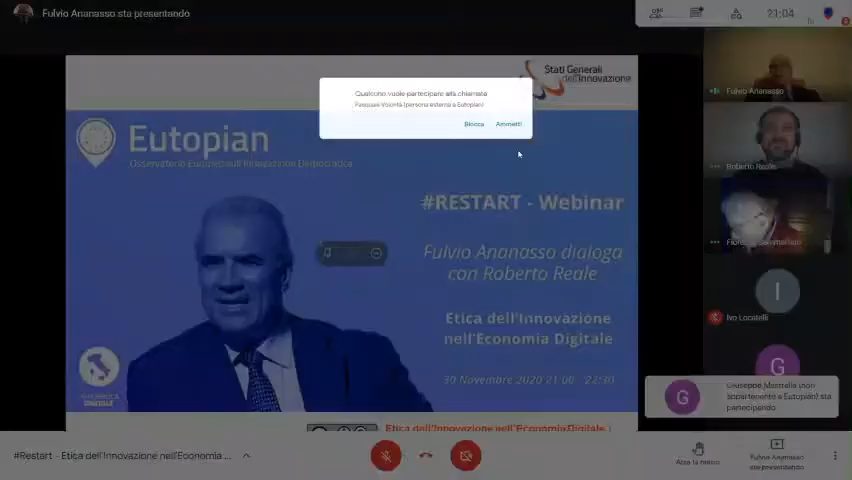 Fulvio Ananasso sta presentando
21:04
Stati Generali
dell'Innovazione
Qualcuno vuole partecipare alla chiamata
Pasquale Visionà (persona esterna a Eutopian)
Blocca Ammetti
Eutopian
Osservatorio Europeo sull'Innovazione Democratica
#RESTART - Webinar
Fulvio Ananasso dialoga
con Roberto Reale
Etica dell'Innovazione
nell'Economia Digitale
30 Novembre 2020 21:00 - 22:30
REPUBBLICA
DIGITALE
Etica dell'Innovazione nell'Economia Digitale
Fulvio Ananasso
Roberto Reale
Ivo Locatelli
G
(non
appartenente a Eutopian) sta
partecipando
#Restart - Etica dell'Innovazione nell'Economia ...
Alza la mano
Fulvio Ananasso
sta presentando